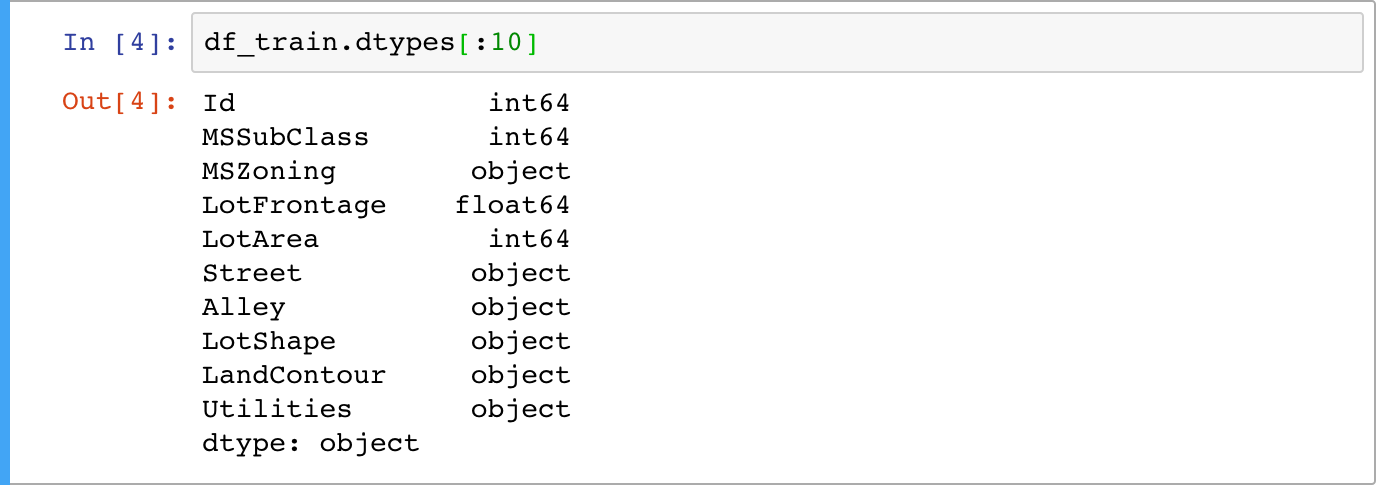 In [4]: df_train.dtypes[:10]
Out[4]: Id                 int64
MSSubClass         int64
MSZoning          object
LotFrontage      float64
LotArea            int64
Street            object
Alley             object
LotShape          object
LandContour       object
Utilities         object
dtype: object